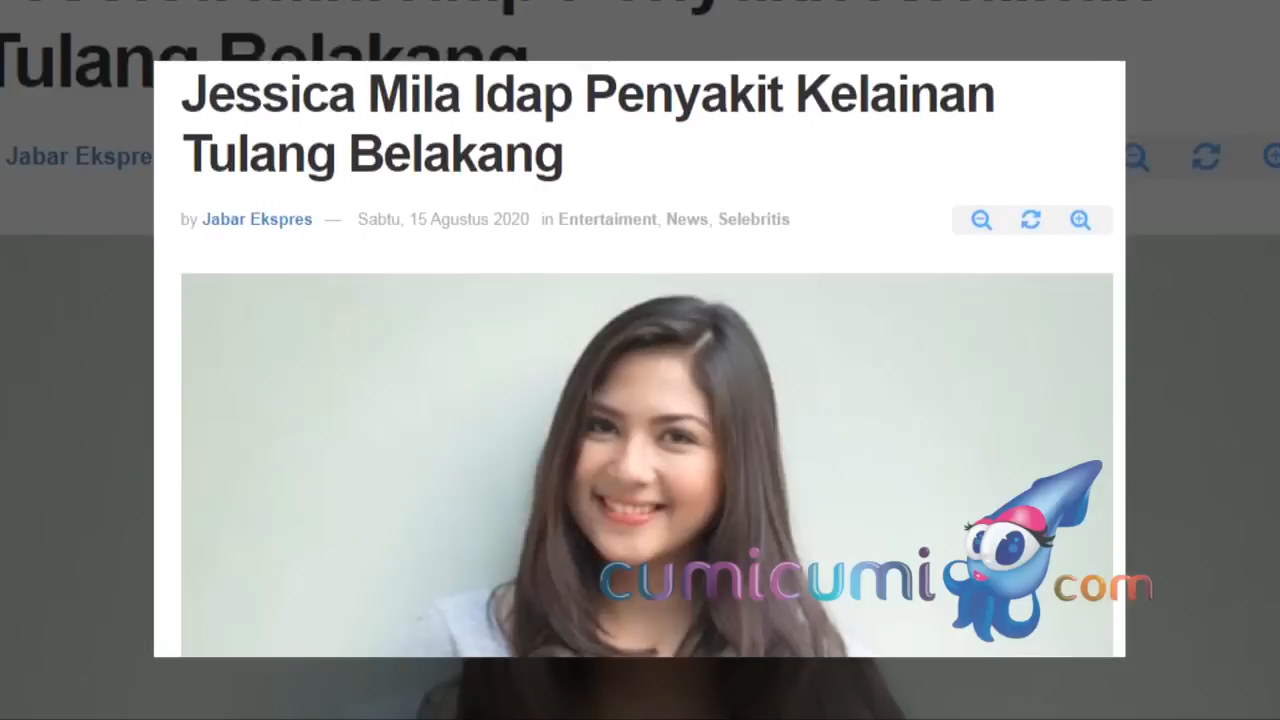 Tulang Belakang
Jessica Mila Idap Penyakit Kelainan
Tulang Belakang
Jabar Ekspre
by Jabar Ekspres — Sabtu, 15 Agustus 2020 in Entertaiment, News, Selebritis
cumicumi.com